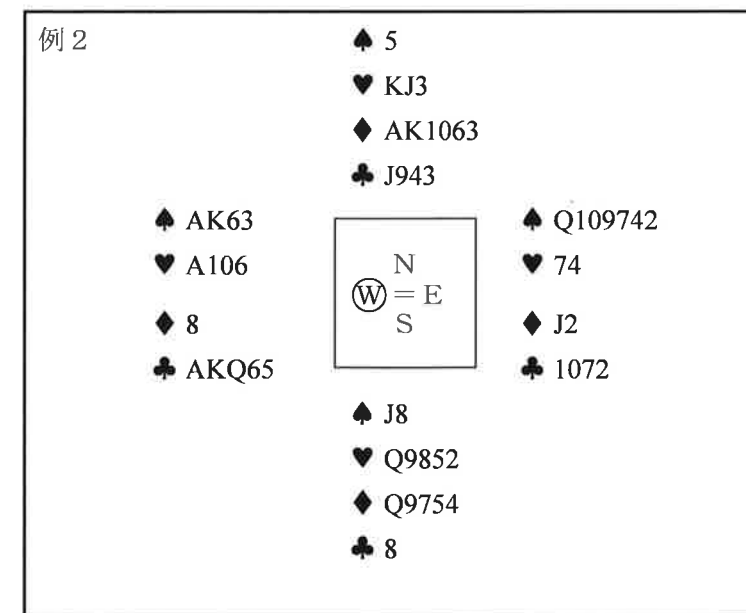 例 2
♠ 5
♥ KJ3
♦ AK1063
♣ J943
♠ AK63
♥ A106
♦ 8
♣ AKQ65
N
W = E
S
♠ Q109742
♥ 74
♦ J2
♣ 1072
♠ J8
♥ Q9852
♦ Q9754
♣ 8